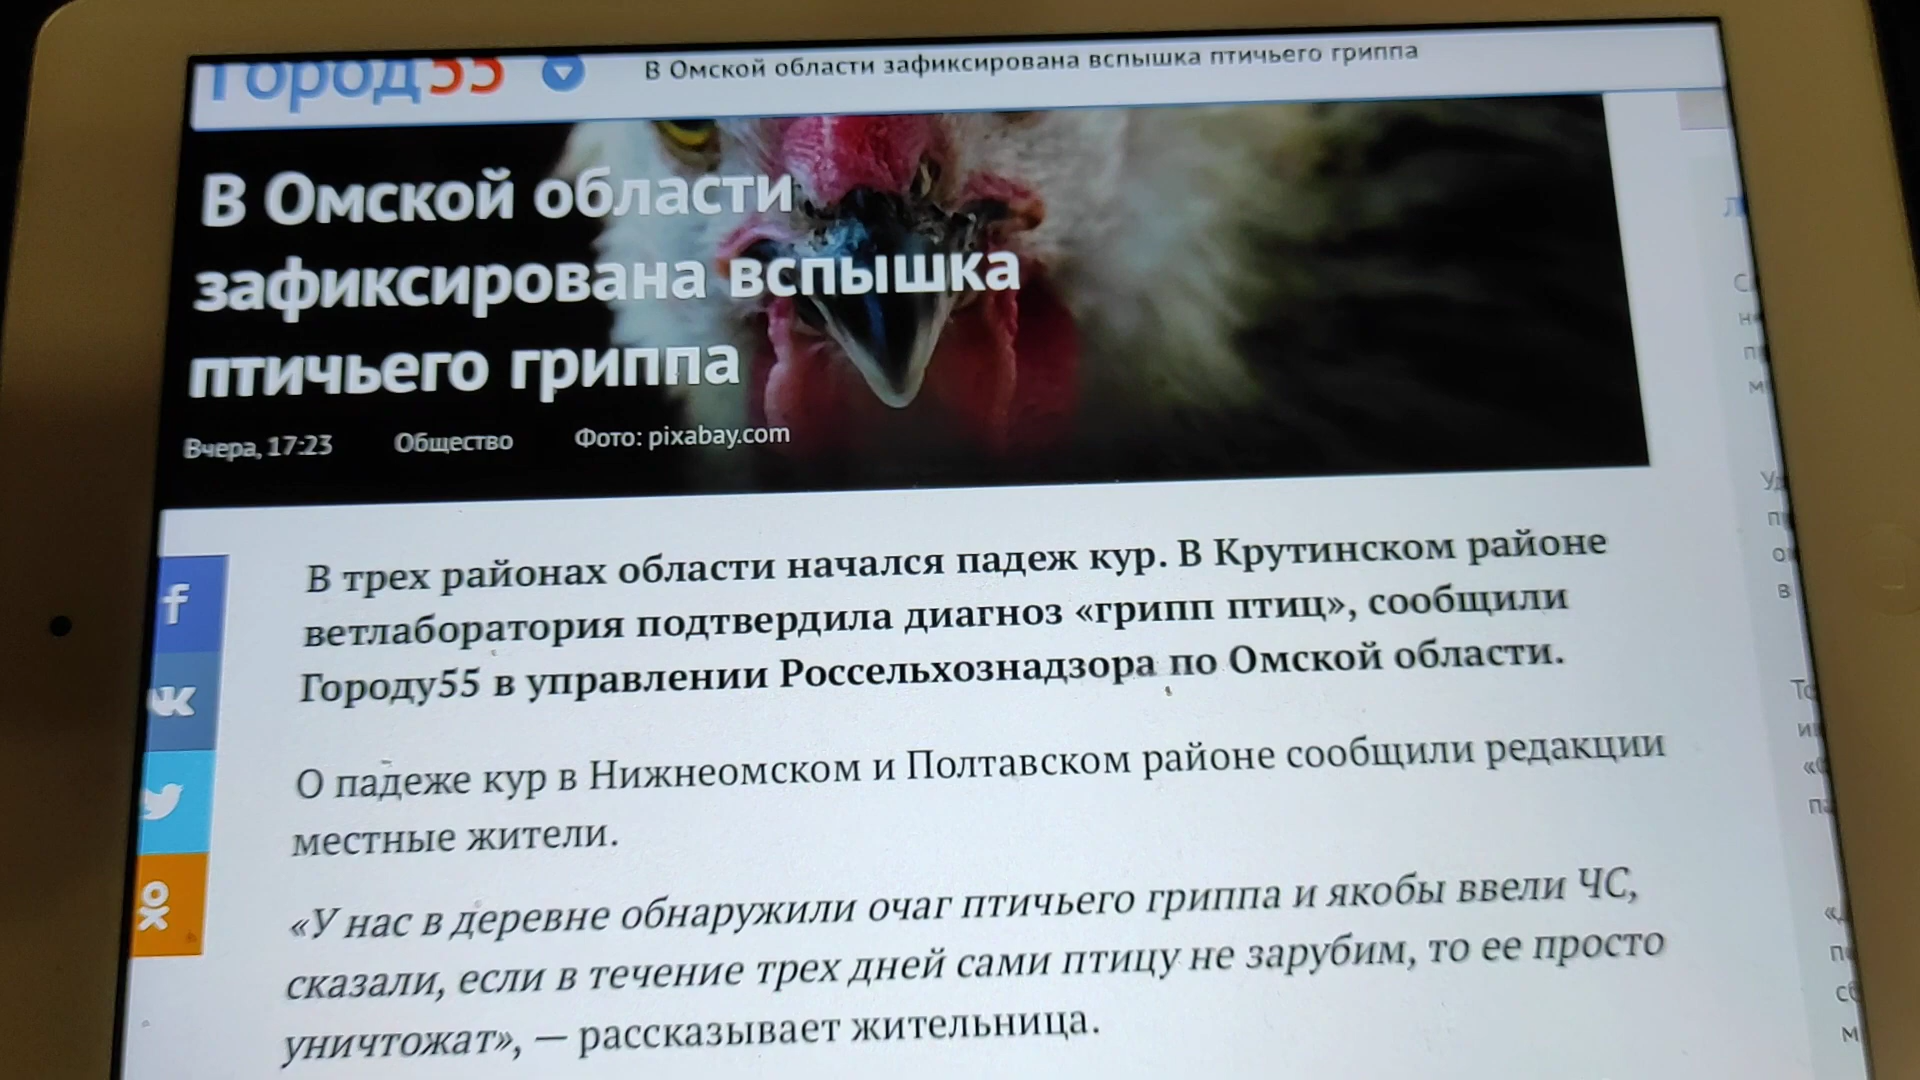 Город55
В Омской области зафиксирована вспышка птичьего гриппа
В Омской области
зафиксирована вспышка
птичьего гриппа
Вчера, 17:23 Общество Фото: pixabay.com
В трех районах области начался падеж кур. В Крутинском районе
ветлаборатория подтвердила диагноз «грипп птиц», сообщили
Городу55 в управлении Россельхознадзора по Омской области.
О падеже кур в Нижнеомском и Полтавском районе сообщили редакции
местные жители.
«У нас в деревне обнаружили очаг птичьего гриппа и якобы ввели ЧС,
сказали, если в течение трех дней сами птицу не зарубим, то ее просто
уничтожат», — рассказывает жительница.